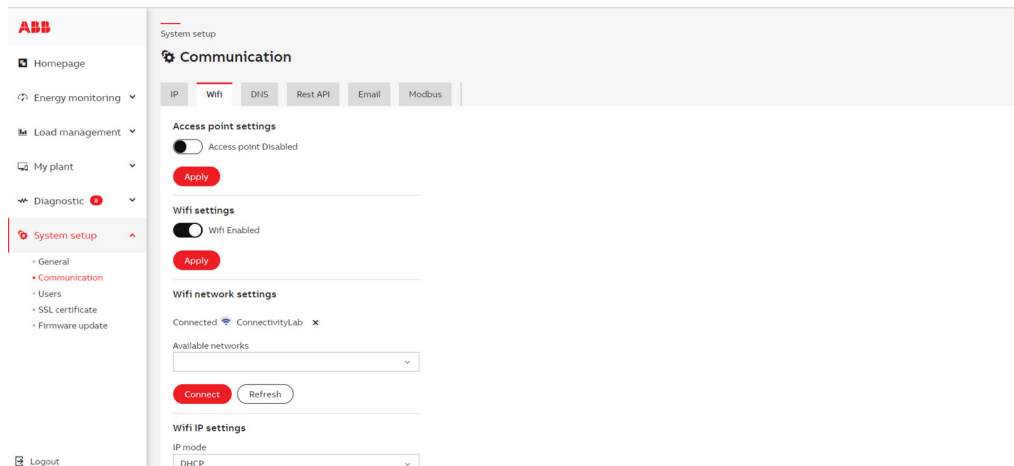 ABB
Homepage
Energy monitoring
Load management
My plant
Diagnostic 8
System setup
General
Communication
Users
SSL certificate
Firmware update
Logout
System setup
Communication
IP Wifi DNS Rest API Email Modbus
Access point settings
Access point Disabled
Apply
Wifi settings
Wifi Enabled
Apply
Wifi network settings
Connected ConnectivityLab x
Available networks
Connect Refresh
Wifi IP settings
IP mode
DHCP